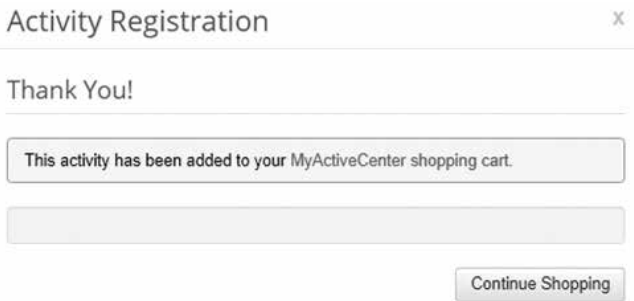 Activity Registration X
Thank You!
This activity has been added to your MyActiveCenter shopping cart.
Continue Shopping